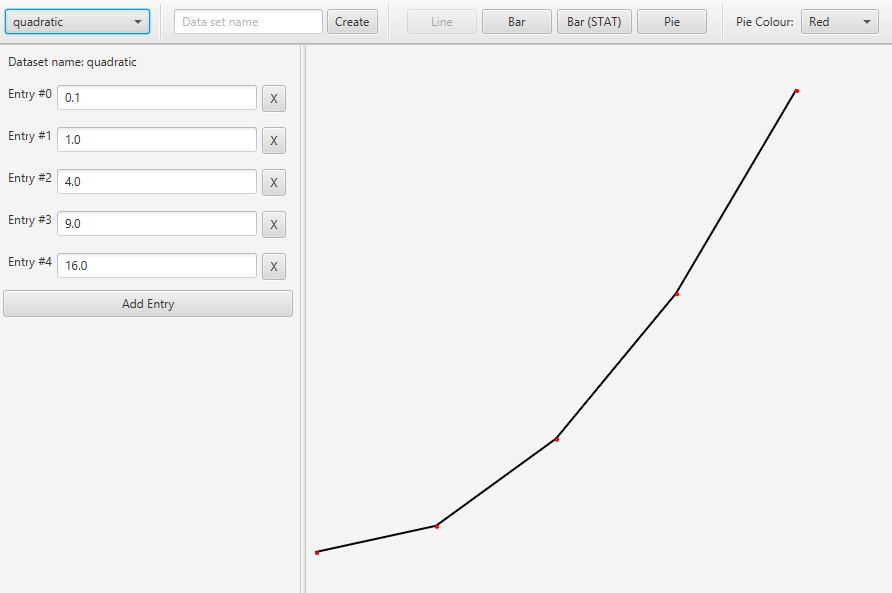 quadratic Data set name Create Line Bar Bar (STAT) Pie Pie Colour: Red
Dataset name: quadratic
Entry #0 0.1 X
Entry #1 1.0 X
Entry #2 4.0 X
Entry #3 9.0 X
Entry #4 16.0 X
Add Entry